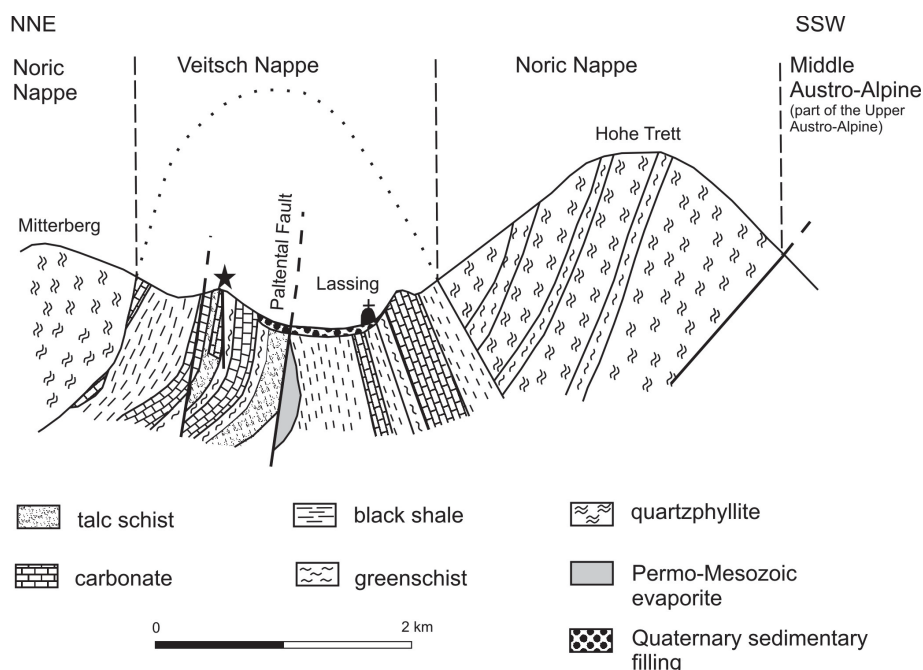 NNE
SSW
Noric
Nappe
Veitsch Nappe
Noric Nappe
Middle
Austro-Alpine
(part of the Upper
Austro-Alpine)
Hohe Trett
Mitterberg
Paltental Fault
Lassing
talc schist
black shale
quartzphyllite
carbonate
greenschist
Permo-Mesozoic
evaporite
0
2 km
Quaternary sedimentary
filling